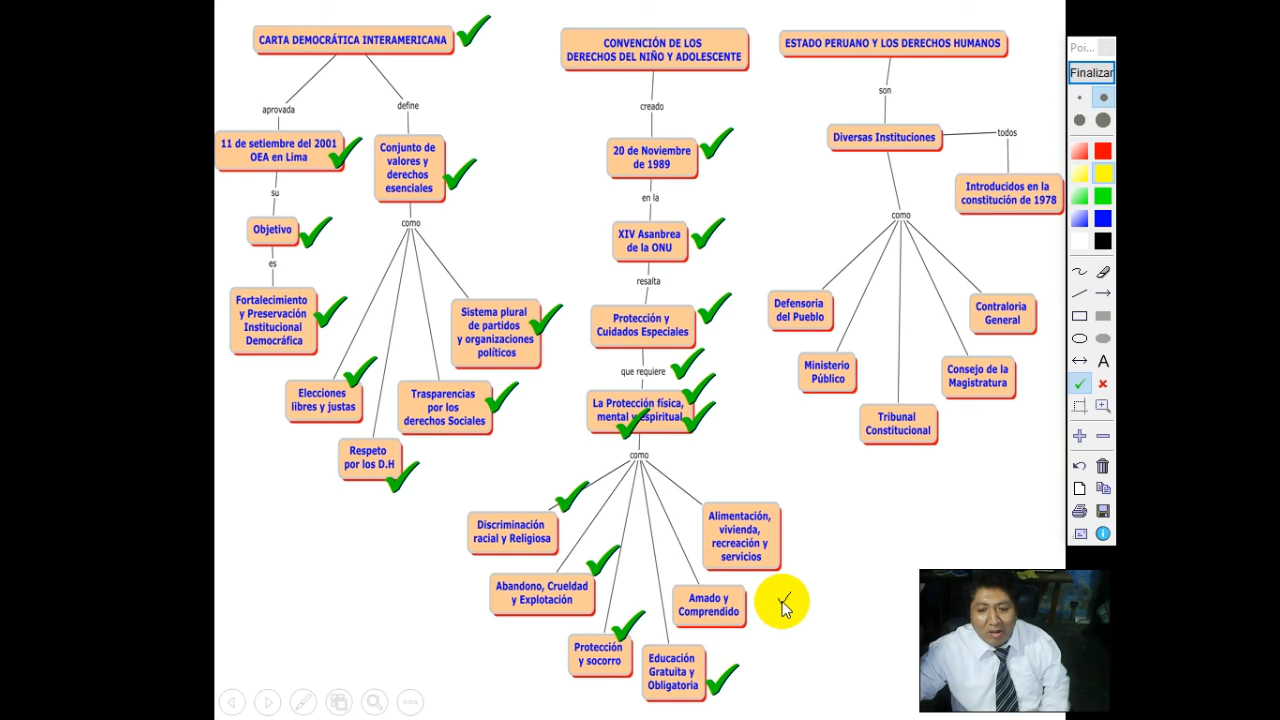 CARTA DEMOCRÁTICA INTERAMERICANA
aprovada
define
11 de setiembre del 2001
OEA en Lima
Conjunto de
valores y
derechos
esenciales
su
Objetivo
como
es
Fortalecimiento
y Preservación
Institucional
Democráfica
Sistema plural
de partidos
y organizaciones
políticos
Elecciones
libres y justas
Trasparencias
por los
derechos Sociales
Respeto
por los D.H
CONVENCIÓN DE LOS
DERECHOS DEL NIÑO Y ADOLESCENTE
creado
20 de Noviembre
de 1989
en la
XIV Asanbrea
de la ONU
resalta
Protección y
Cuidados Especiales
que requiere
La Protección física,
mental y espiritual
como
Discriminación
racial y Religiosa
Alimentación,
vivienda,
recreación y
servicios
Abandono, Crueldad
y Explotación
Amado y
Comprendido
Protección
y socorro
Educación
Gratuita y
Obligatoria
ESTADO PERUANO Y LOS DERECHOS HUMANOS
son
Diversas Instituciones
todos
Introducidos en la
constitución de 1978
como
Defensoria
del Pueblo
Contraloria
General
Ministerio
Público
Consejo de la
Magistratura
Tribunal
Constitucional
Poi...
Finalizar
A